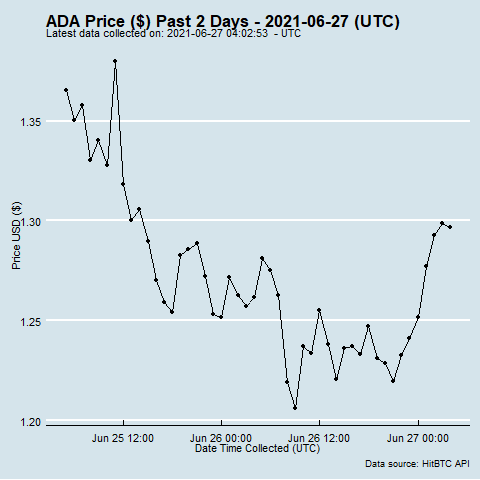 ADA Price ($) Past 2 Days - 2021-06-27 (UTC)
Latest data collected on: 2021-06-27 04:02:53 - UTC
1.35
1.30
1.25
1.20
Price USD ($)
Jun 25 12:00 Jun 26 00:00 Jun 26 12:00 Jun 27 00:00
Date Time Collected (UTC)
Data source: HitBTC API